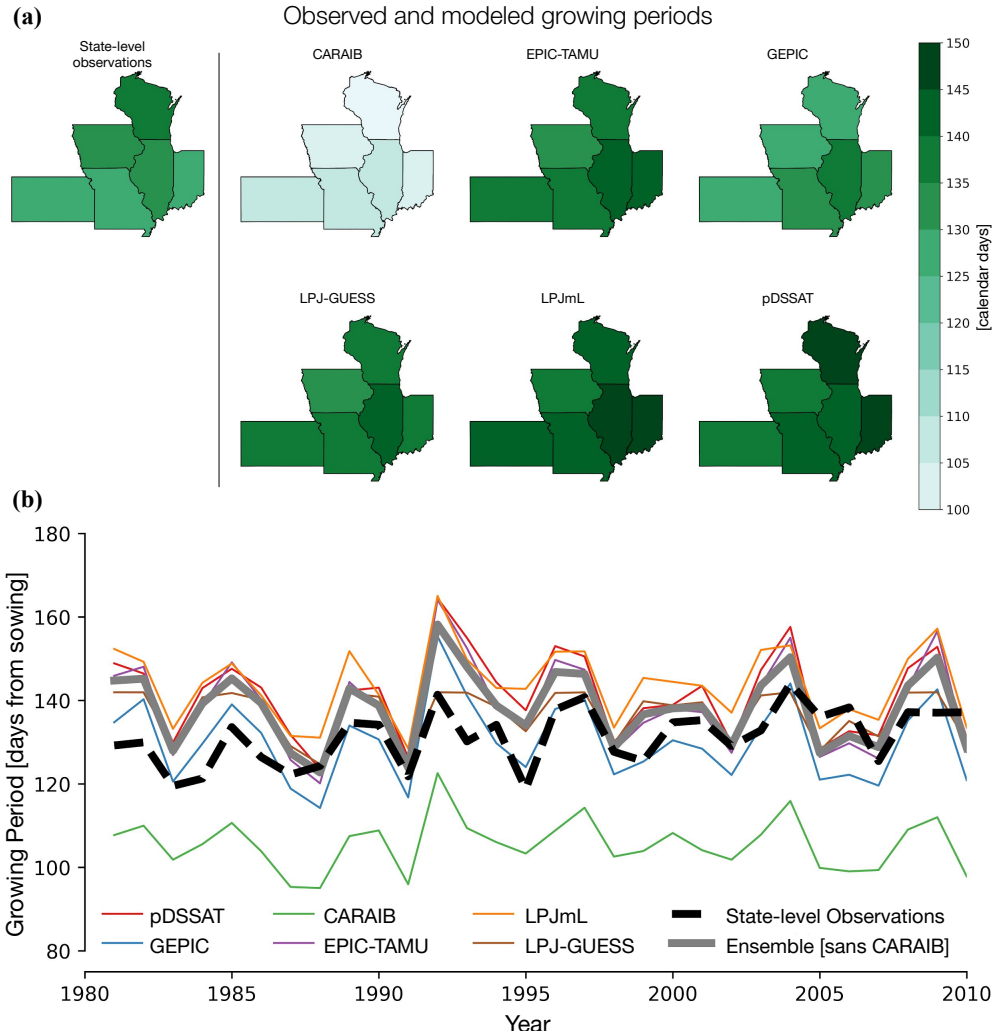 (a)
Observed and modeled growing periods
State-level
observations
CARAIB
EPIC-TAMU
GEPIC
LPJ-GUESS
LPJmL
pDSSAT
150
145
140
135
130
125
120
115
110
105
100
[calendar days]
(b)
Growing Period [days from sowing]
180
160
140
120
100
80
pDSSAT
CARAIB
LPJmL
State-level Observations
GEPIC
EPIC-TAMU
LPJ-GUESS
Ensemble [sans CARAIB]
1980
1985
1990
1995
2000
2005
2010
Year